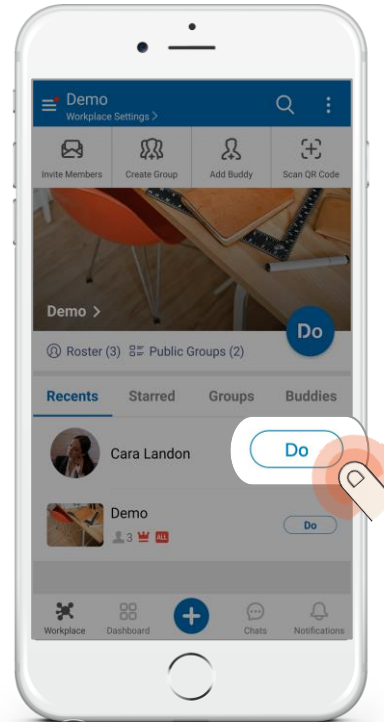 Demo
Workplace Settings >
Invite Members
Create Group
Add Buddy
Scan QR Code
Demo >
Do
Roster (3)
Public Groups (2)
Recents
Starred
Groups
Buddies
Cara Landon
Do
Demo
3
ALL
Do
Workplace
Dashboard
Chats
Notifications